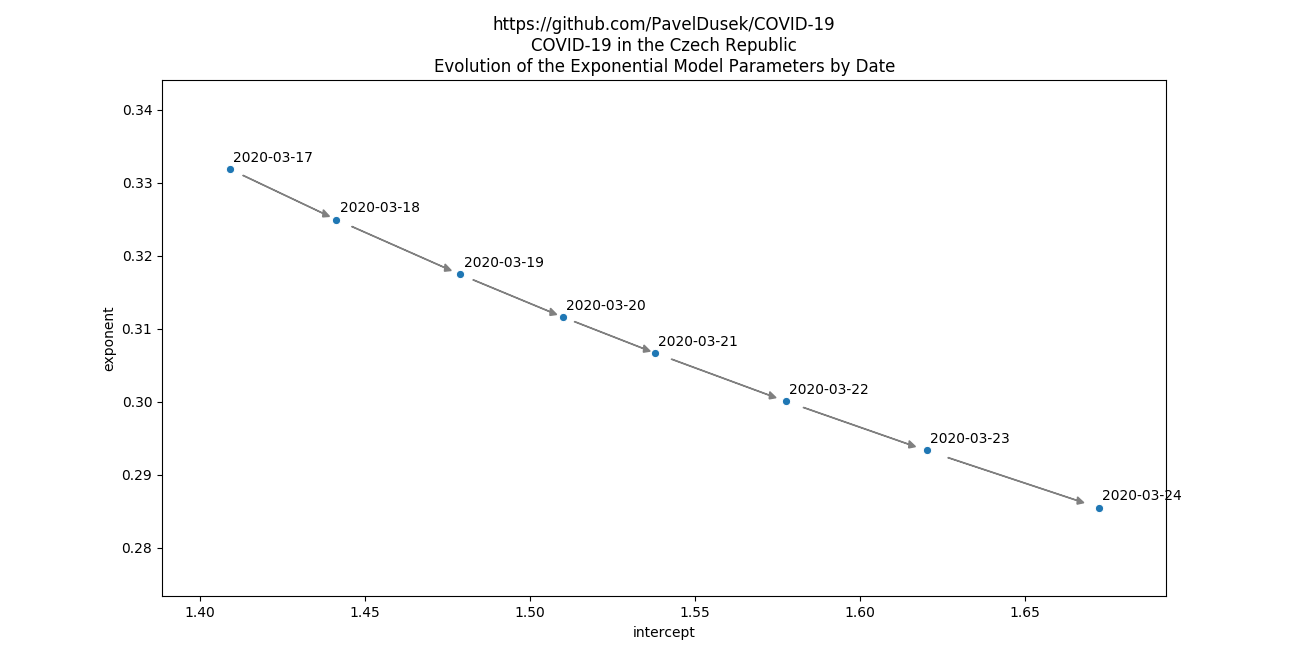 https://github.com/PavelDusek/COVID-19
COVID-19 in the Czech Republic
Evolution of the Exponential Model Parameters by Date
0.34
0.33
0.32
0.31
0.30
0.29
0.28
exponent
2020-03-17
2020-03-18
2020-03-19
2020-03-20
2020-03-21
2020-03-22
2020-03-23
2020-03-24
1.40 1.45 1.50 1.55 1.60 1.65
intercept